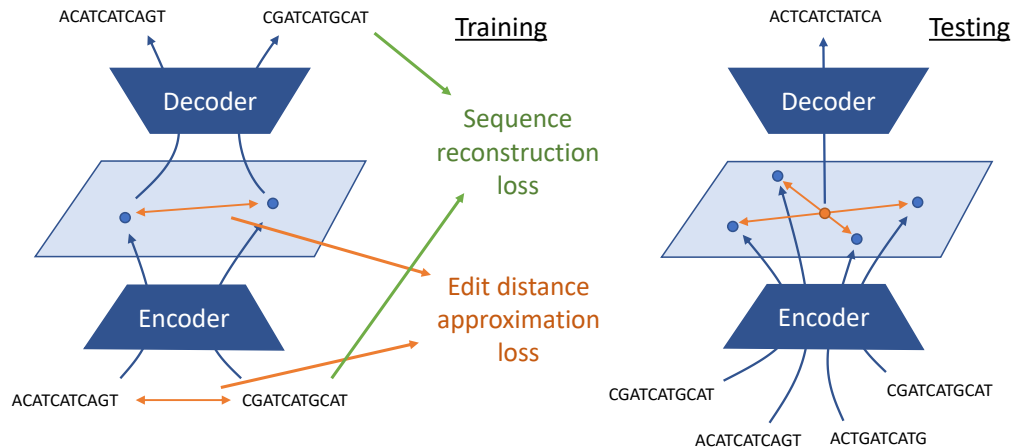 ACATCATCAGT
CGATCATGCAT
Training
Decoder
Sequence
reconstruction
loss
Edit distance
approximation
loss
Encoder
ACATCATCAGT
CGATCATGCAT
ACTCATCTATCA
Testing
Decoder
Encoder
CGATCATGCAT
CGATCATGCAT
ACATCATCAGT
ACTGATCATG